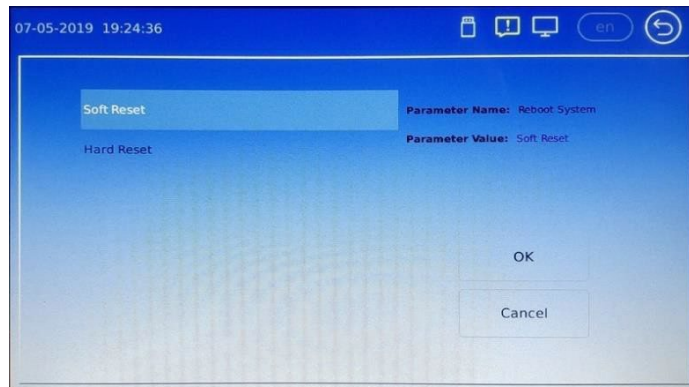 07-05-2019 19:24:36
en
Soft Reset
Parameter Name: Reboot System
Parameter Value: Soft Reset
Hard Reset
OK
Cancel